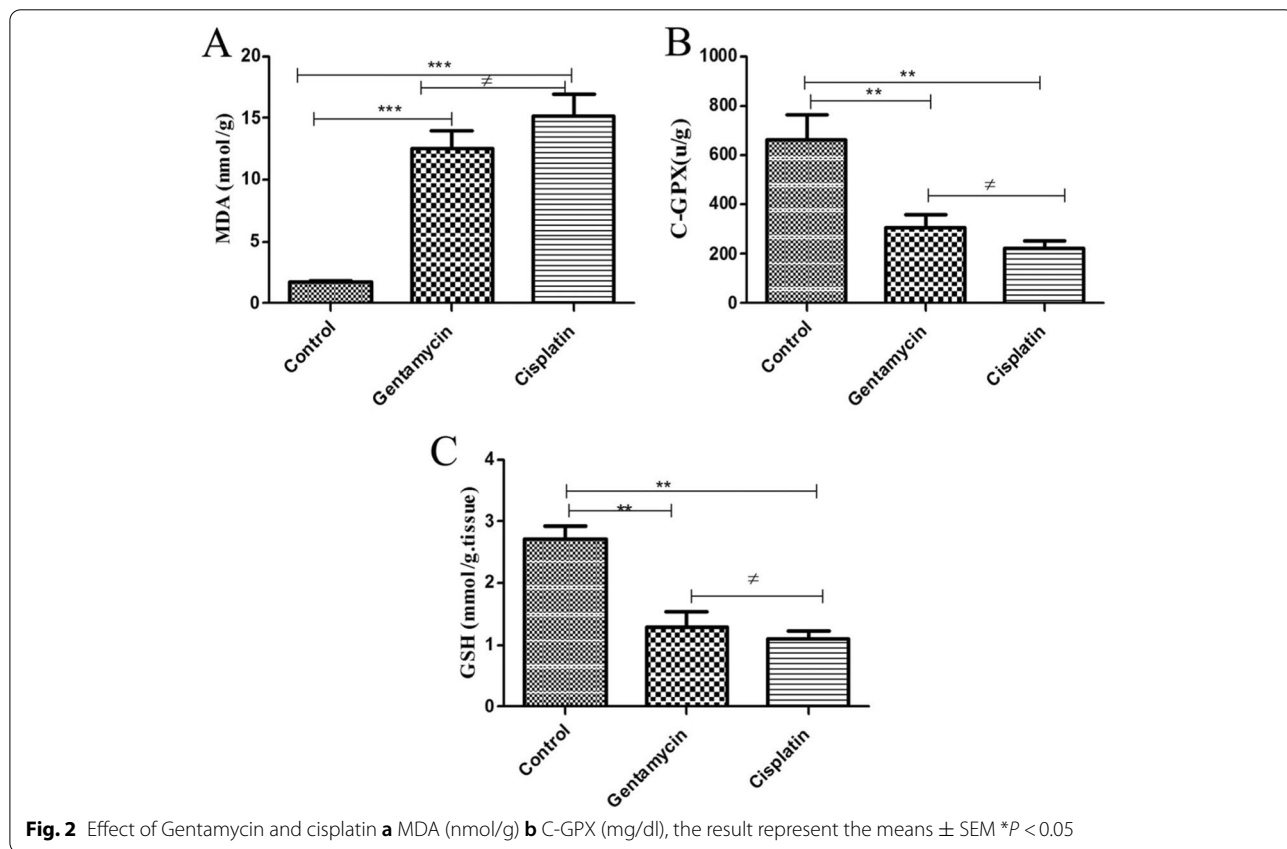 A
MDA (nmol/g)
20
15
10
5
0
***
≠
***
Control
Gentamycin
Cisplatin
B
C-GPX(u/g)
1000
800
600
400
200
0
**
**
≠
Control
Gentamycin
Cisplatin
C
GSH (mmol/g.tissue)
4
3
2
1
0
**
**
≠
Control
Gentamycin
Cisplatin
Fig. 2 Effect of Gentamycin and cisplatin a MDA (nmol/g) b C-GPX (mg/dl), the result represent the means ± SEM *P < 0.05